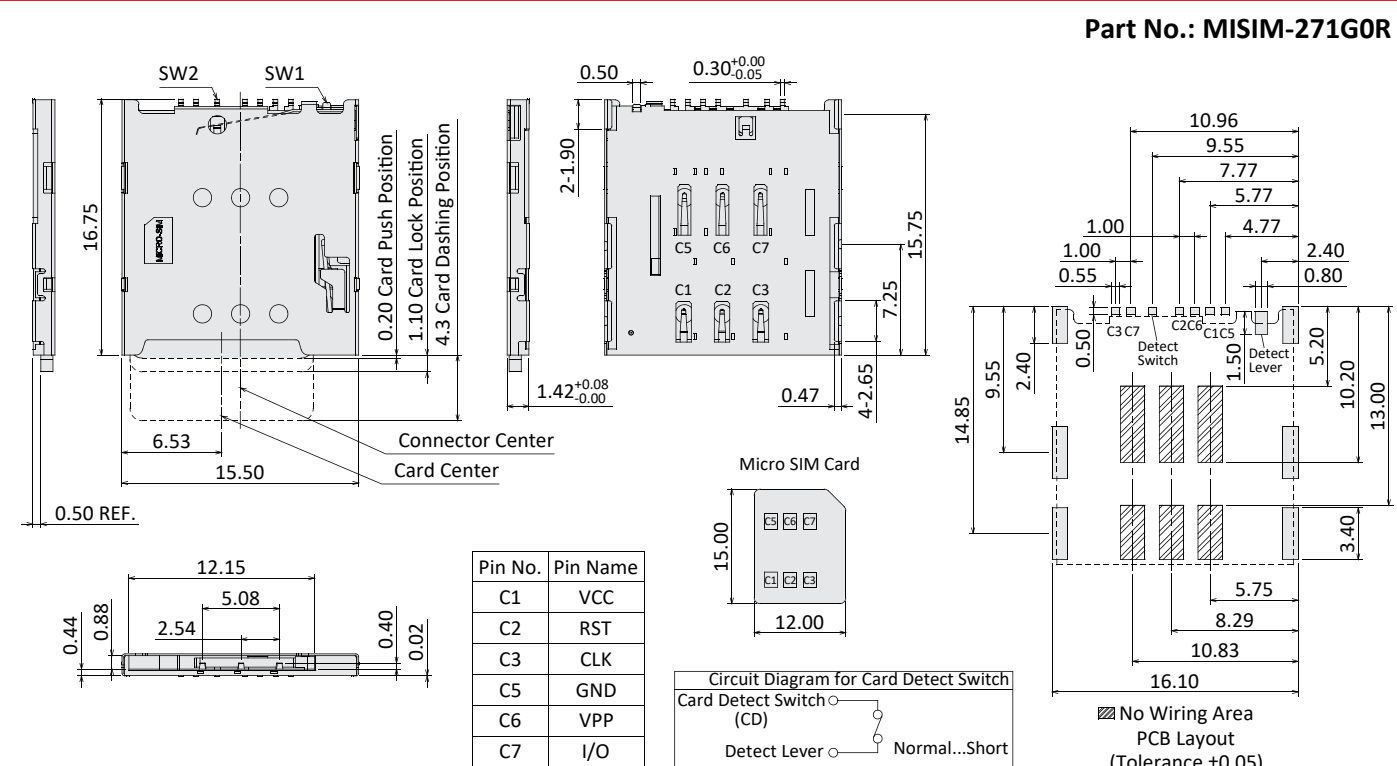 Part No.: MISIM-271G0R
SW2
SW1
16.75
MICRO-SIM
0.20 Card Push Position
1.10 Card Lock Position
4.3 Card Dashing Position
6.53
15.50
Connector Center
Card Center
0.50 REF.
0.50
0.30+0.00-0.05
2-1.90
C5 C6 C7
C1 C2 C3
15.75
7.25
4-2.65
0.47
1.42+0.08-0.00
10.96
9.55
7.77
5.77
1.00
4.77
1.00
2.40
0.55
0.80
C3 C7
C2C6
C1C5
Detect
Switch
Detect
Lever
0.50
1.50
2.40
9.55
14.85
5.20
10.20
13.00
3.40
5.75
8.29
10.83
16.10
No Wiring Area
PCB Layout
(Tolerance ±0.05)
Micro SIM Card
C5 C6 C7
C1 C2 C3
15.00
12.00
12.15
5.08
2.54
0.44
0.88
0.40
0.02
Pin No. Pin Name
C1 VCC
C2 RST
C3 CLK
C5 GND
C6 VPP
C7 I/O
Circuit Diagram for Card Detect Switch
Card Detect Switch
(CD)
Detect Lever
Normal...Short